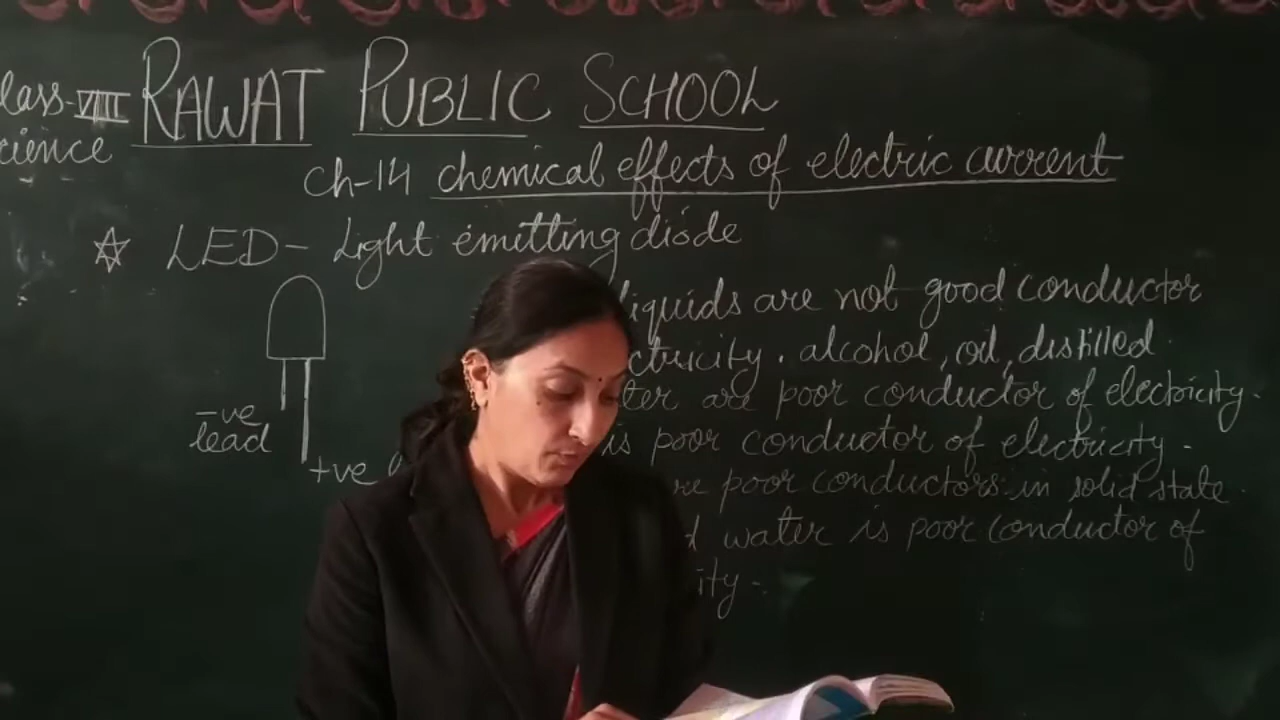 lass-VIII RAWAT PUBLIC SCHOOL
cience
ch-14 chemical effects of electric current
LED - Light emitting diode
liquids are not good conductor
ctricity. alcohol, oil, distilled
ter are poor conductor of electricity.
is poor conductor of electricity.
re poor conductors in solid state.
d water is poor conductor of
ity.
-ve
lead
+ve